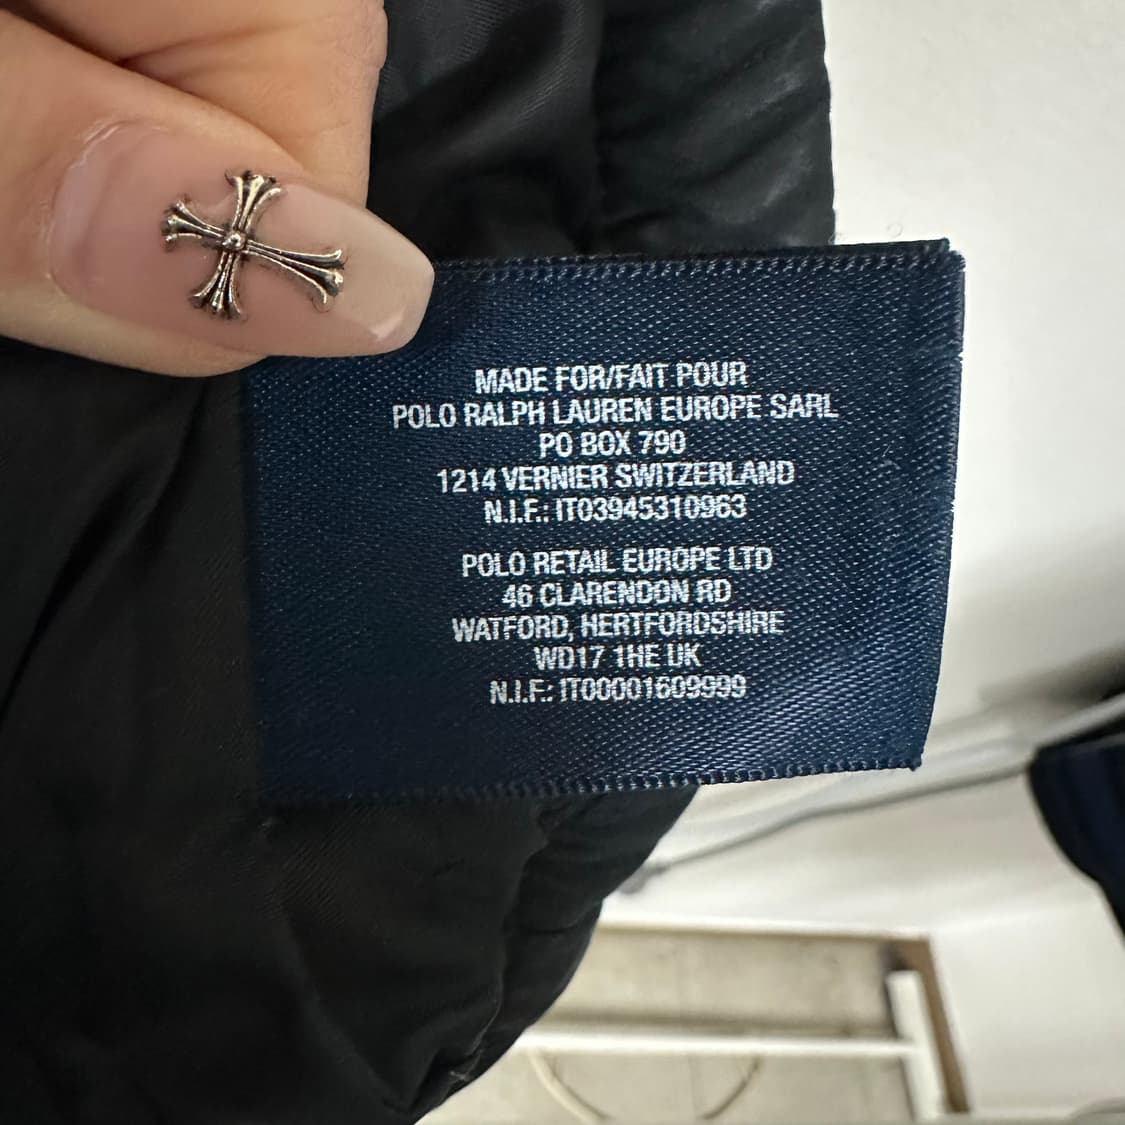 MADE FOR/FAIT POUR
POLO RALPH LAUREN EUROPE SARL
PO BOX 790
1214 VERNIER SWITZERLAND
N.I.F.: IT03945310963
POLO RETAIL EUROPE LTD
46 CLARENDON RD
WATFORD, HERTFORDSHIRE
WD17 1HE UK
N.I.F.: IT00001609999